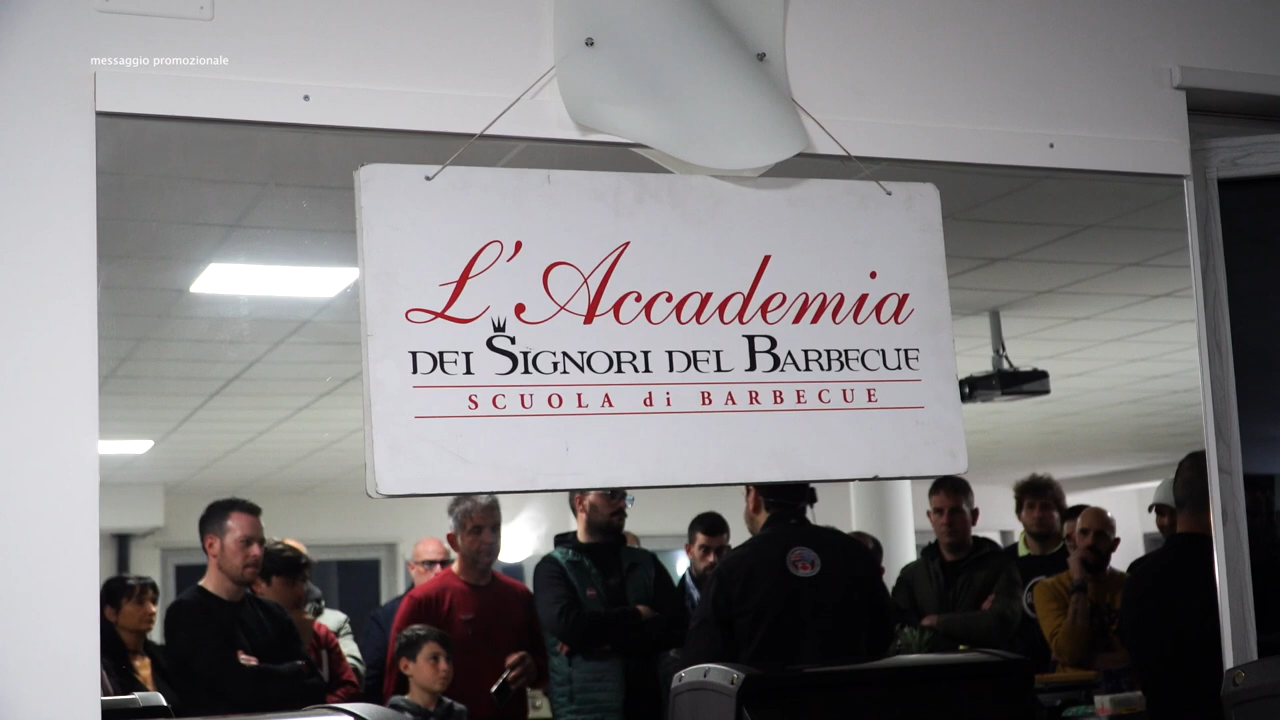 messaggio promozionale
L'Accademia
DEI SIGNORI DEL BARBECUE
SCUOLA di BARBECUE